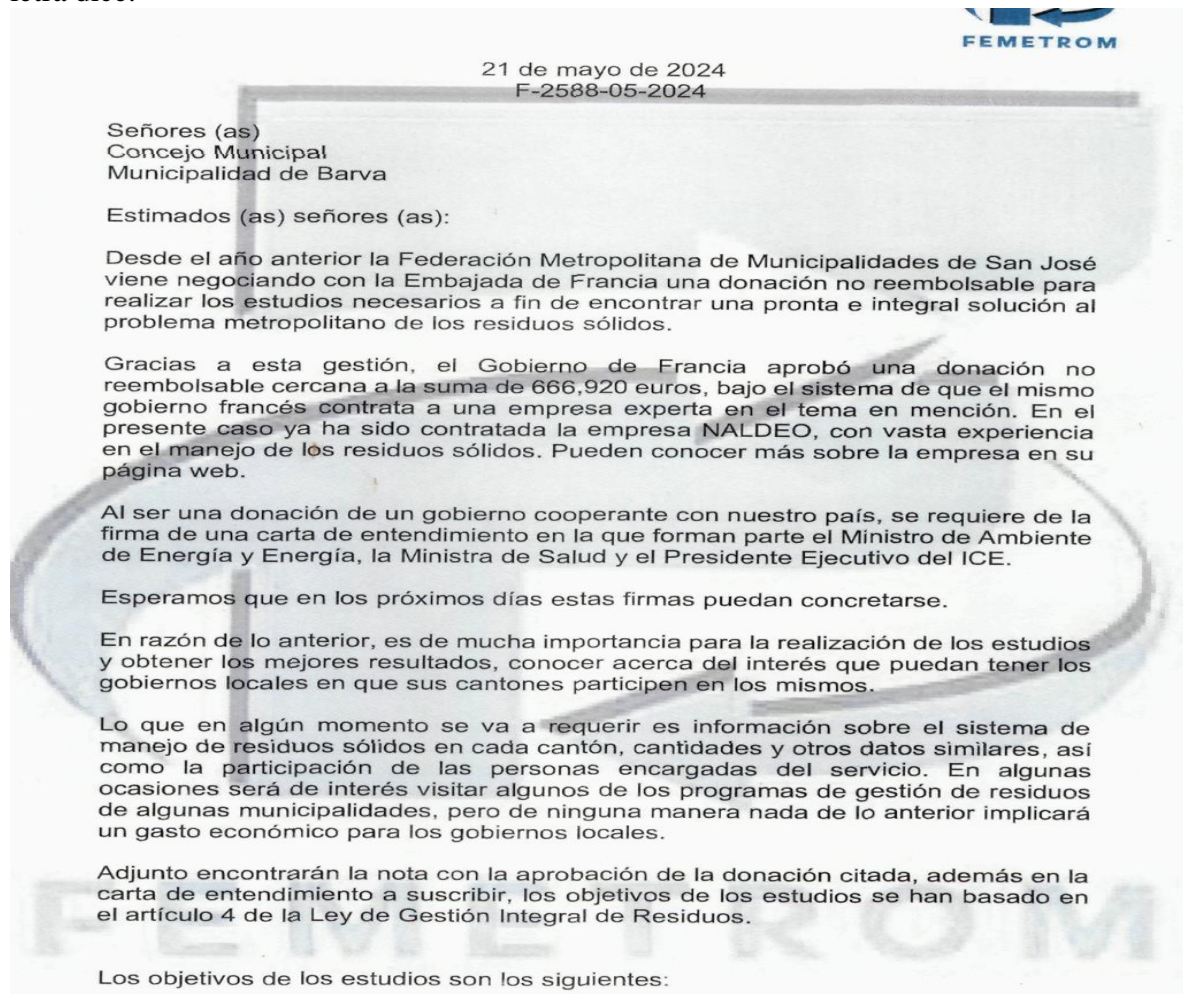 FEMETROM
21 de mayo de 2024
F-2588-05-2024
Señores (as)
Concejo Municipal
Municipalidad de Barva
Estimados (as) señores (as):
Desde el año anterior la Federación Metropolitana de Municipalidades de San José
viene negociando con la Embajada de Francia una donación no reembolsable para
realizar los estudios necesarios a fin de encontrar una pronta e integral solución al
problema metropolitano de los residuos sólidos.
Gracias a esta gestión, el Gobierno de Francia aprobó una donación no
reembolsable cercana a la suma de 666,920 euros, bajo el sistema de que el mismo
gobierno francés contrata a una empresa experta en el tema en mención. En el
presente caso ya ha sido contratada la empresa NALDEO, con vasta experiencia
en el manejo de los residuos sólidos. Pueden conocer más sobre la empresa en su
página web.
Al ser una donación de un gobierno cooperante con nuestro país, se requiere de la
firma de una carta de entendimiento en la que forman parte el Ministro de Ambiente
de Energía y Energía, la Ministra de Salud y el Presidente Ejecutivo del ICE.
Esperamos que en los próximos días estas firmas puedan concretarse.
En razón de lo anterior, es de mucha importancia para la realización de los estudios
y obtener los mejores resultados, conocer acerca del interés que puedan tener los
gobiernos locales en que sus cantones participen en los mismos.
Lo que en algún momento se va a requerir es información sobre el sistema de
manejo de residuos sólidos en cada cantón, cantidades y otros datos similares, así
como la participación de las personas encargadas del servicio. En algunas
ocasiones será de interés visitar algunos de los programas de gestión de residuos
de algunas municipalidades, pero de ninguna manera nada de lo anterior implicará
un gasto económico para los gobiernos locales.
Adjunto encontrarán la nota con la aprobación de la donación citada, además en la
carta de entendimiento a suscribir, los objetivos de los estudios se han basado en
el artículo 4 de la Ley de Gestión Integral de Residuos.
FEMETROM
Los objetivos de los estudios son los siguientes: